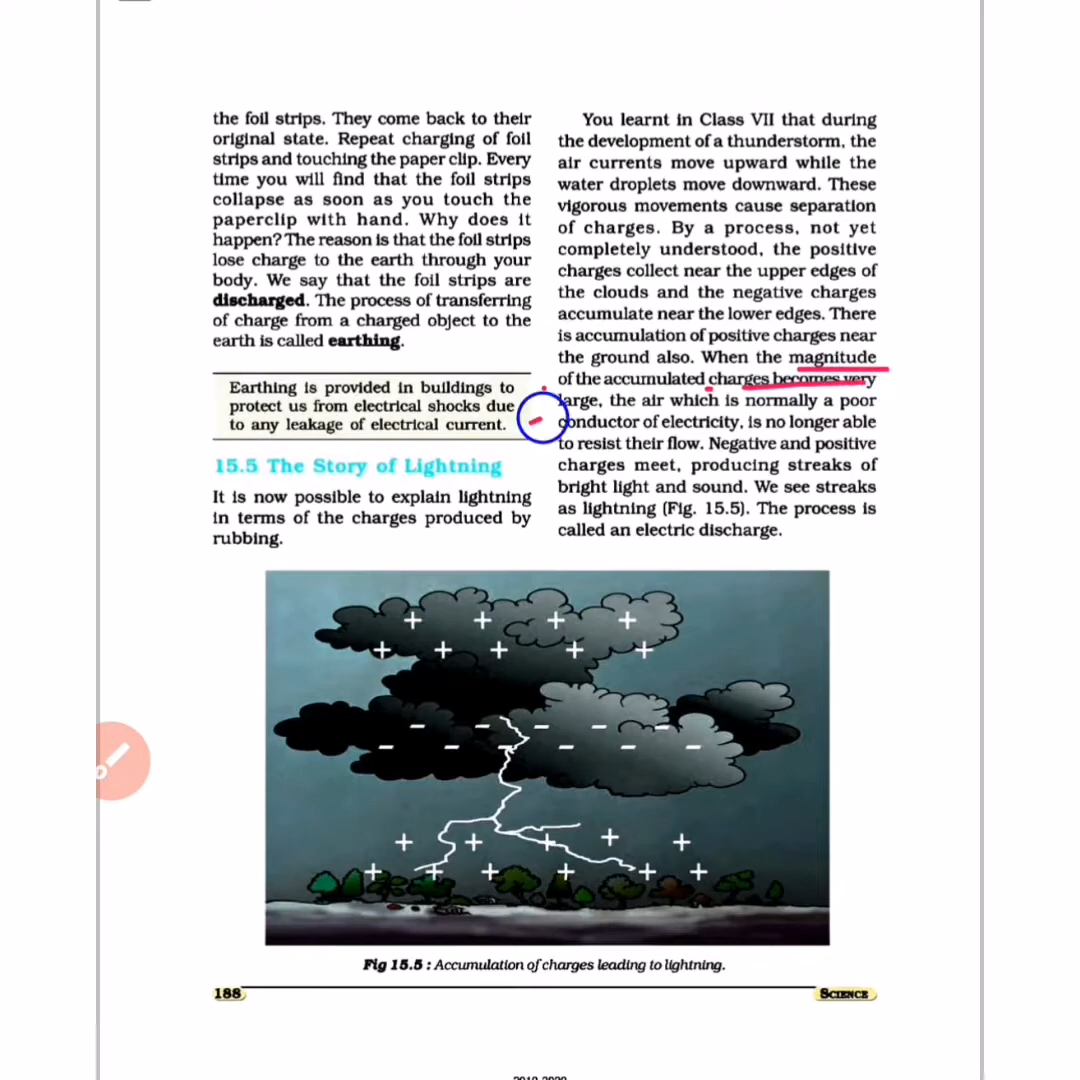 the foil strips. They come back to their
original state. Repeat charging of foil
strips and touching the paper clip. Every
time you will find that the foil strips
collapse as soon as you touch the
paperclip with hand. Why does it
happen? The reason is that the foil strips
lose charge to the earth through your
body. We say that the foil strips are
discharged. The process of transferring
of charge from a charged object to the
earth is called earthing.
Earthing is provided in buildings to
protect us from electrical shocks due
to any leakage of electrical current.
15.5 The Story of Lightning
It is now possible to explain lightning
in terms of the charges produced by
rubbing.
You learnt in Class VII that during
the development of a thunderstorm, the
air currents move upward while the
water droplets move downward. These
vigorous movements cause separation
of charges. By a process, not yet
completely understood, the positive
charges collect near the upper edges of
the clouds and the negative charges
accumulate near the lower edges. There
is accumulation of positive charges near
the ground also. When the magnitude
of the accumulated charges becomes very
large, the air which is normally a poor
conductor of electricity, is no longer able
to resist their flow. Negative and positive
charges meet, producing streaks of
bright light and sound. We see streaks
as lightning (Fig. 15.5). The process is
called an electric discharge.
+ + + +
+ + + + +
- - - - -
- - - - - -
+ + + + +
+ + + + + +
Fig 15.5 : Accumulation of charges leading to lightning.
188
SCIENCE